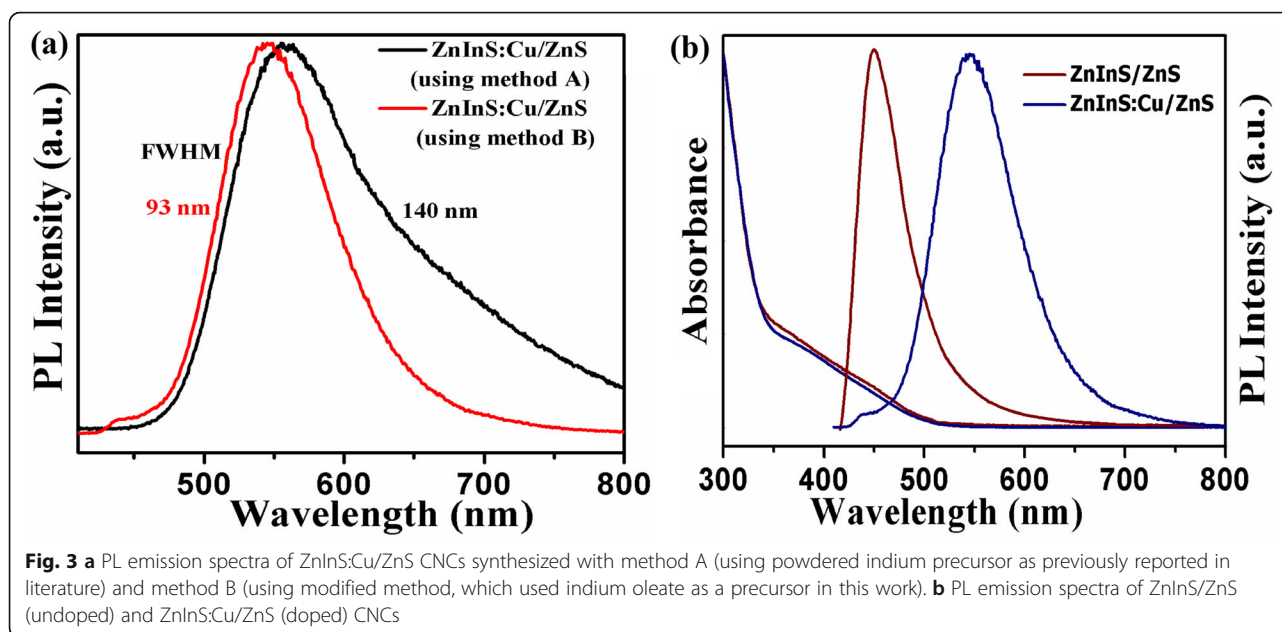 (a)
ZnInS:Cu/ZnS
(using method A)
ZnInS:Cu/ZnS
(using method B)
FWHM
93 nm
140 nm
PL Intensity (a.u.)
500 600 700 800
Wavelength (nm)
(b)
ZnInS/ZnS
ZnInS:Cu/ZnS
Absorbance
PL Intensity (a.u.)
300 400 500 600 700 800
Wavelength (nm)
Fig. 3 a PL emission spectra of ZnInS:Cu/ZnS CNCs synthesized with method A (using powdered indium precursor as previously reported in
literature) and method B (using modified method, which used indium oleate as a precursor in this work). b PL emission spectra of ZnInS/ZnS
(undoped) and ZnInS:Cu/ZnS (doped) CNCs